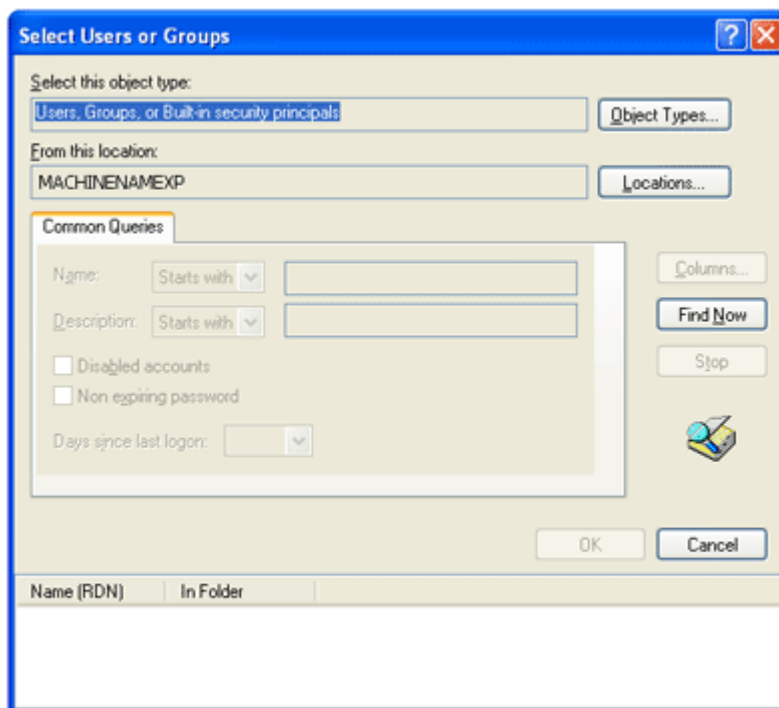 Select Users or Groups
Select this object type:
Users, Groups, or Built-in security principals
Object Types...
From this location:
MACHINENAMEXP
Locations...
Common Queries
Name:
Starts with
Columns...
Description:
Starts with
Find Now
Disabled accounts
Stop
Non expiring password
Days since last logon:
OK
Cancel
Name (RDN)
In Folder